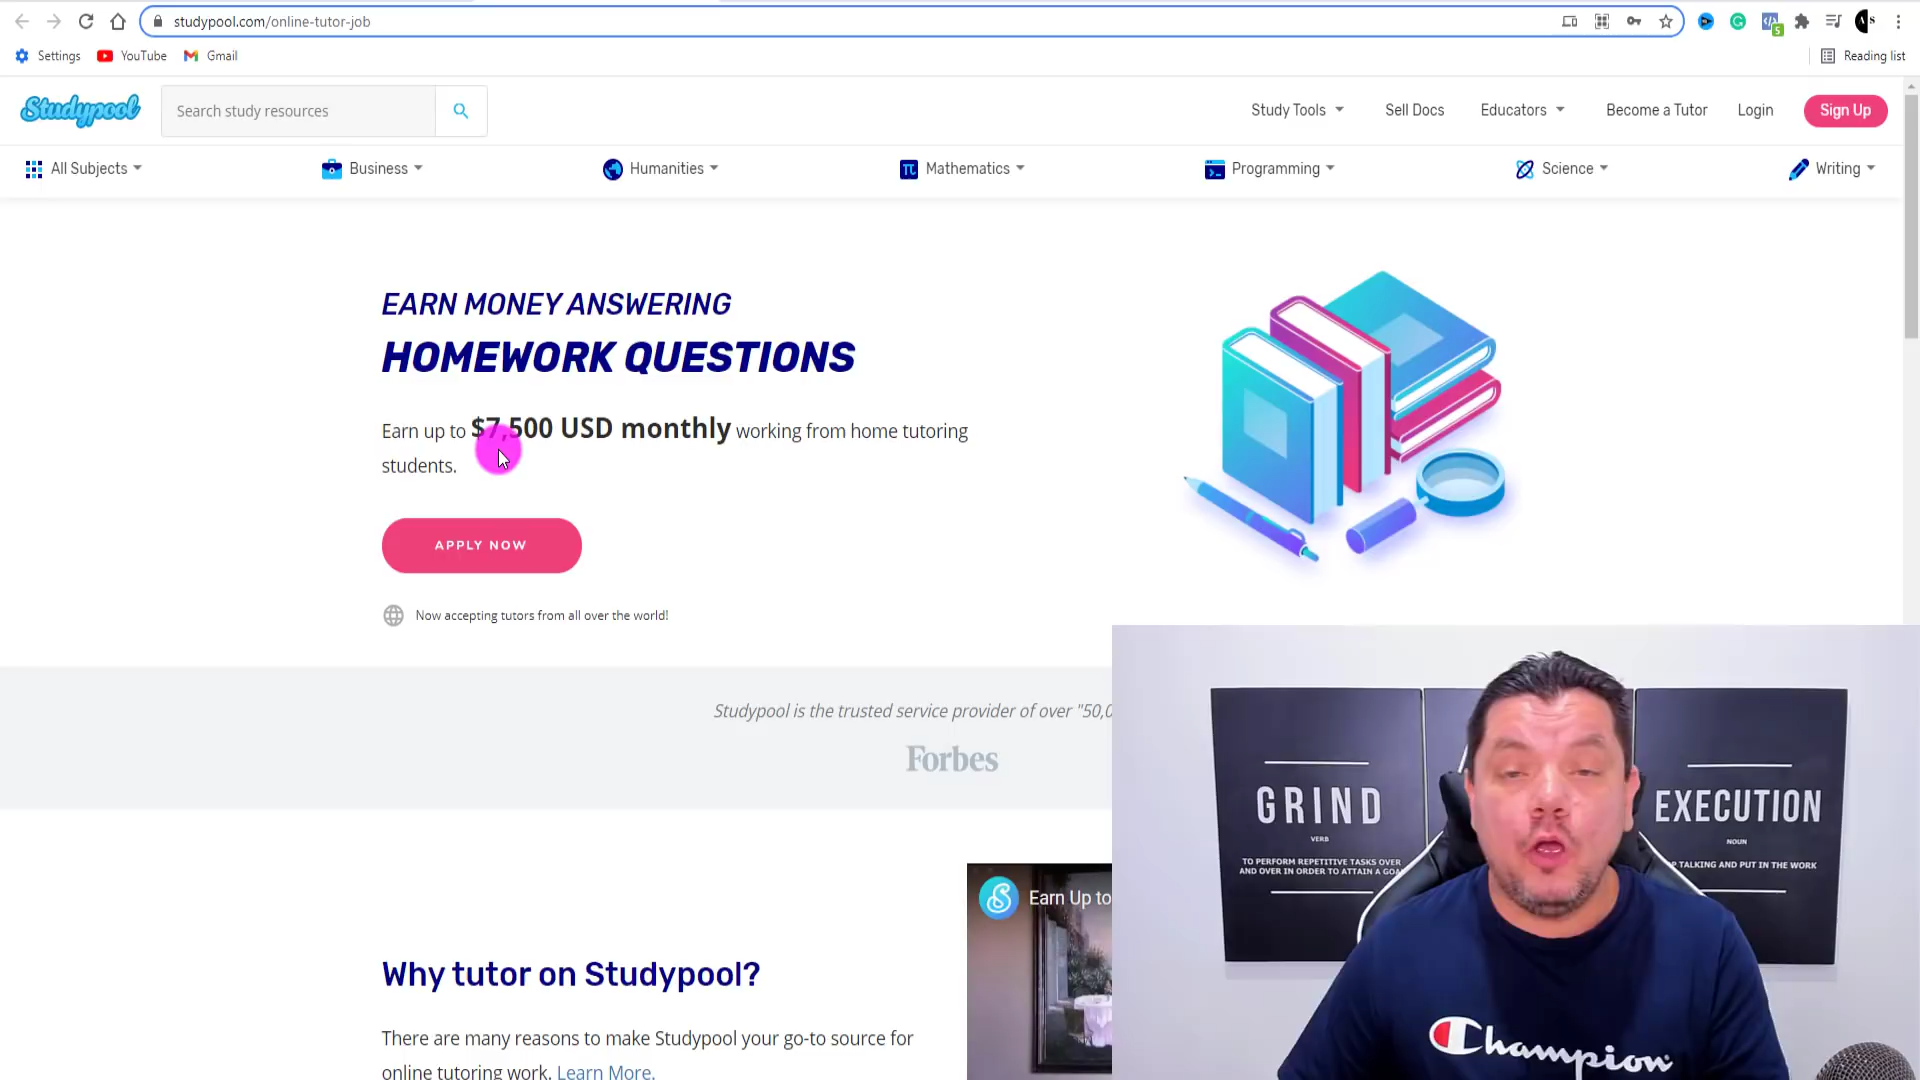 studypool.com/online-tutor-job
Settings
YouTube
Gmail
Reading list
Studypool
Search study resources
Study Tools
Sell Docs
Educators
Become a Tutor
Login
Sign Up
All Subjects
Business
Humanities
Mathematics
Programming
Science
Writing
EARN MONEY ANSWERING
HOMEWORK QUESTIONS
Earn up to $7,500 USD monthly working from home tutoring
students.
APPLY NOW
Now accepting tutors from all over the world!
Studypool is the trusted service provider of over "50,0
Forbes
GRIND
VERB
TO PERFORM REPETITIVE TASKS OVER
AND OVER IN ORDER TO ATTAIN A GOA
EXECUTION
NOUN
TALKING AND PUT IN THE WORK
Earn Up to
Why tutor on Studypool?
There are many reasons to make Studypool your go-to source for
online tutoring work. Learn More.
Champion